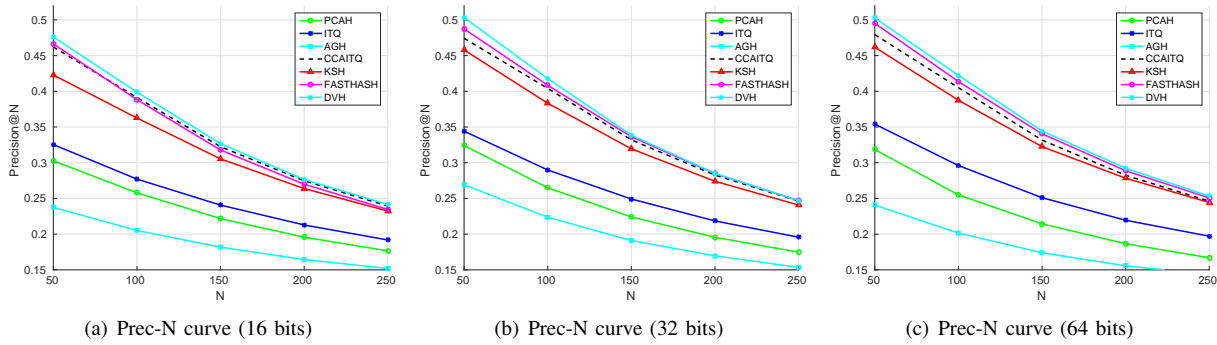 0.5
0.45
0.4
0.35
0.3
0.25
0.2
0.15
Precision@N
50
100
150
200
250
N
PCAH
ITQ
AGH
CCAITQ
KSH
FASTHASH
DVH
(a) Prec-N curve (16 bits)
0.5
0.45
0.4
0.35
0.3
0.25
0.2
0.15
Precision@N
50
100
150
200
250
N
PCAH
ITQ
AGH
CCAITQ
KSH
FASTHASH
DVH
(b) Prec-N curve (32 bits)
0.5
0.45
0.4
0.35
0.3
0.25
0.2
0.15
Precision@N
50
100
150
200
250
N
PCAH
ITQ
AGH
CCAITQ
KSH
FASTHASH
DVH
(c) Prec-N curve (64 bits)